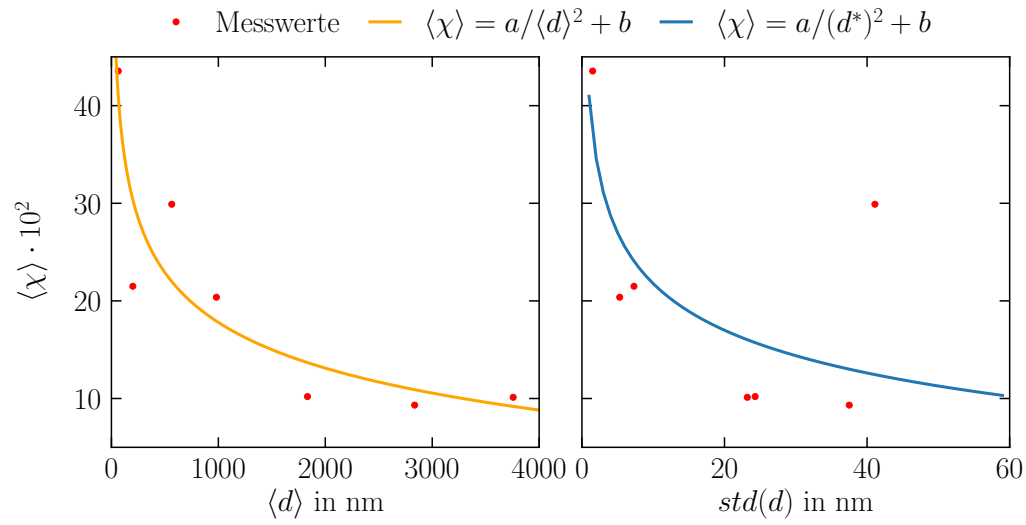 Messwerte ⟨χ⟩ = a/⟨d⟩² + b ⟨χ⟩ = a/(d*)² + b
⟨χ⟩ · 10²
40
30
20
10
0 1000 2000 3000 4000
⟨d⟩ in nm
0 20 40 60
std(d) in nm